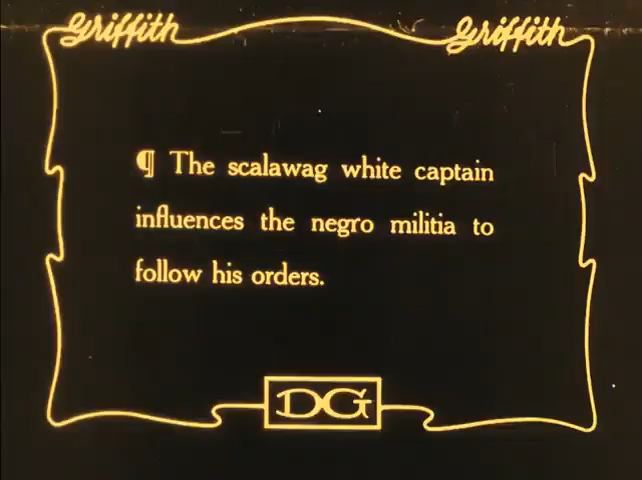 Griffith Griffith
¶ The scalawag white captain
influences the negro militia to
follow his orders.
DG